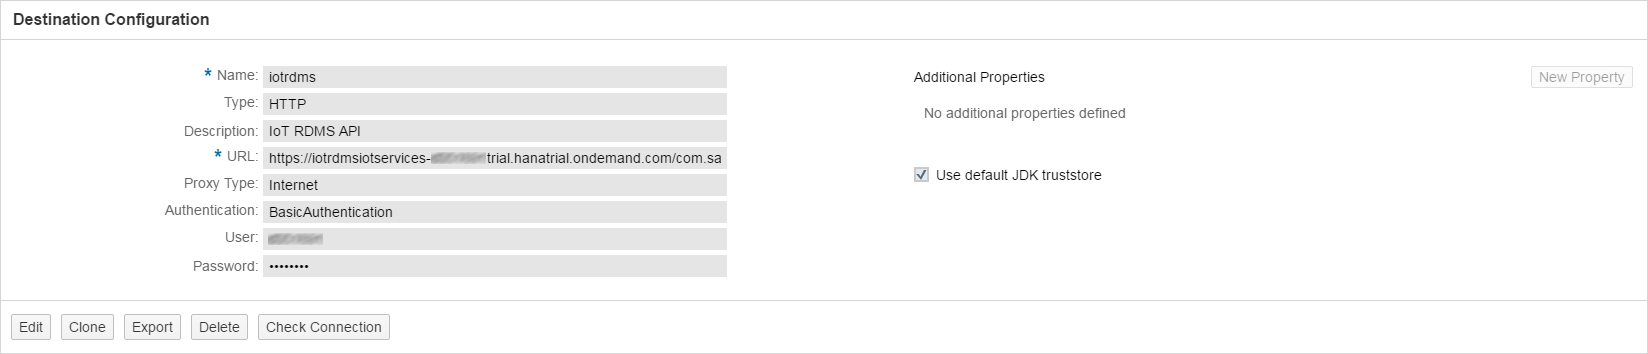 Destination Configuration
* Name: iotrdms
Type: HTTP
Description: IoT RDMS API
* URL: https://iotrdmsiotservices- trial.hanatrial.ondemand.com/com.sa
Proxy Type: Internet
Authentication: BasicAuthentication
User:
Password: ••••••••
Additional Properties
New Property
No additional properties defined
Use default JDK truststore
Edit Clone Export Delete Check Connection